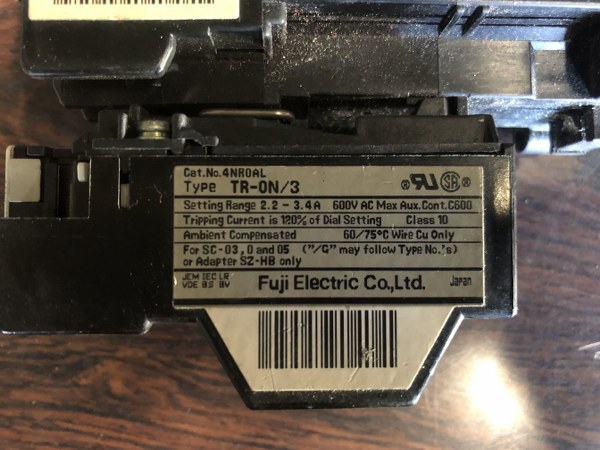 Cat.No.4NR0AL
Type TR-0N/3
Setting Range 2.2 - 3.4 A 600V AC Max Aux.Cont.C600
Tripping Current is 120% of Dial Setting Class 10
Ambient Compensated 60/75°C Wire Cu Only
For SC-03,0 and 05 ("/G" may follow Type No.'s)
or Adapter SZ-HB only
JEM IEC LR
VDE BS BV
Fuji Electric Co.,Ltd.
Japan